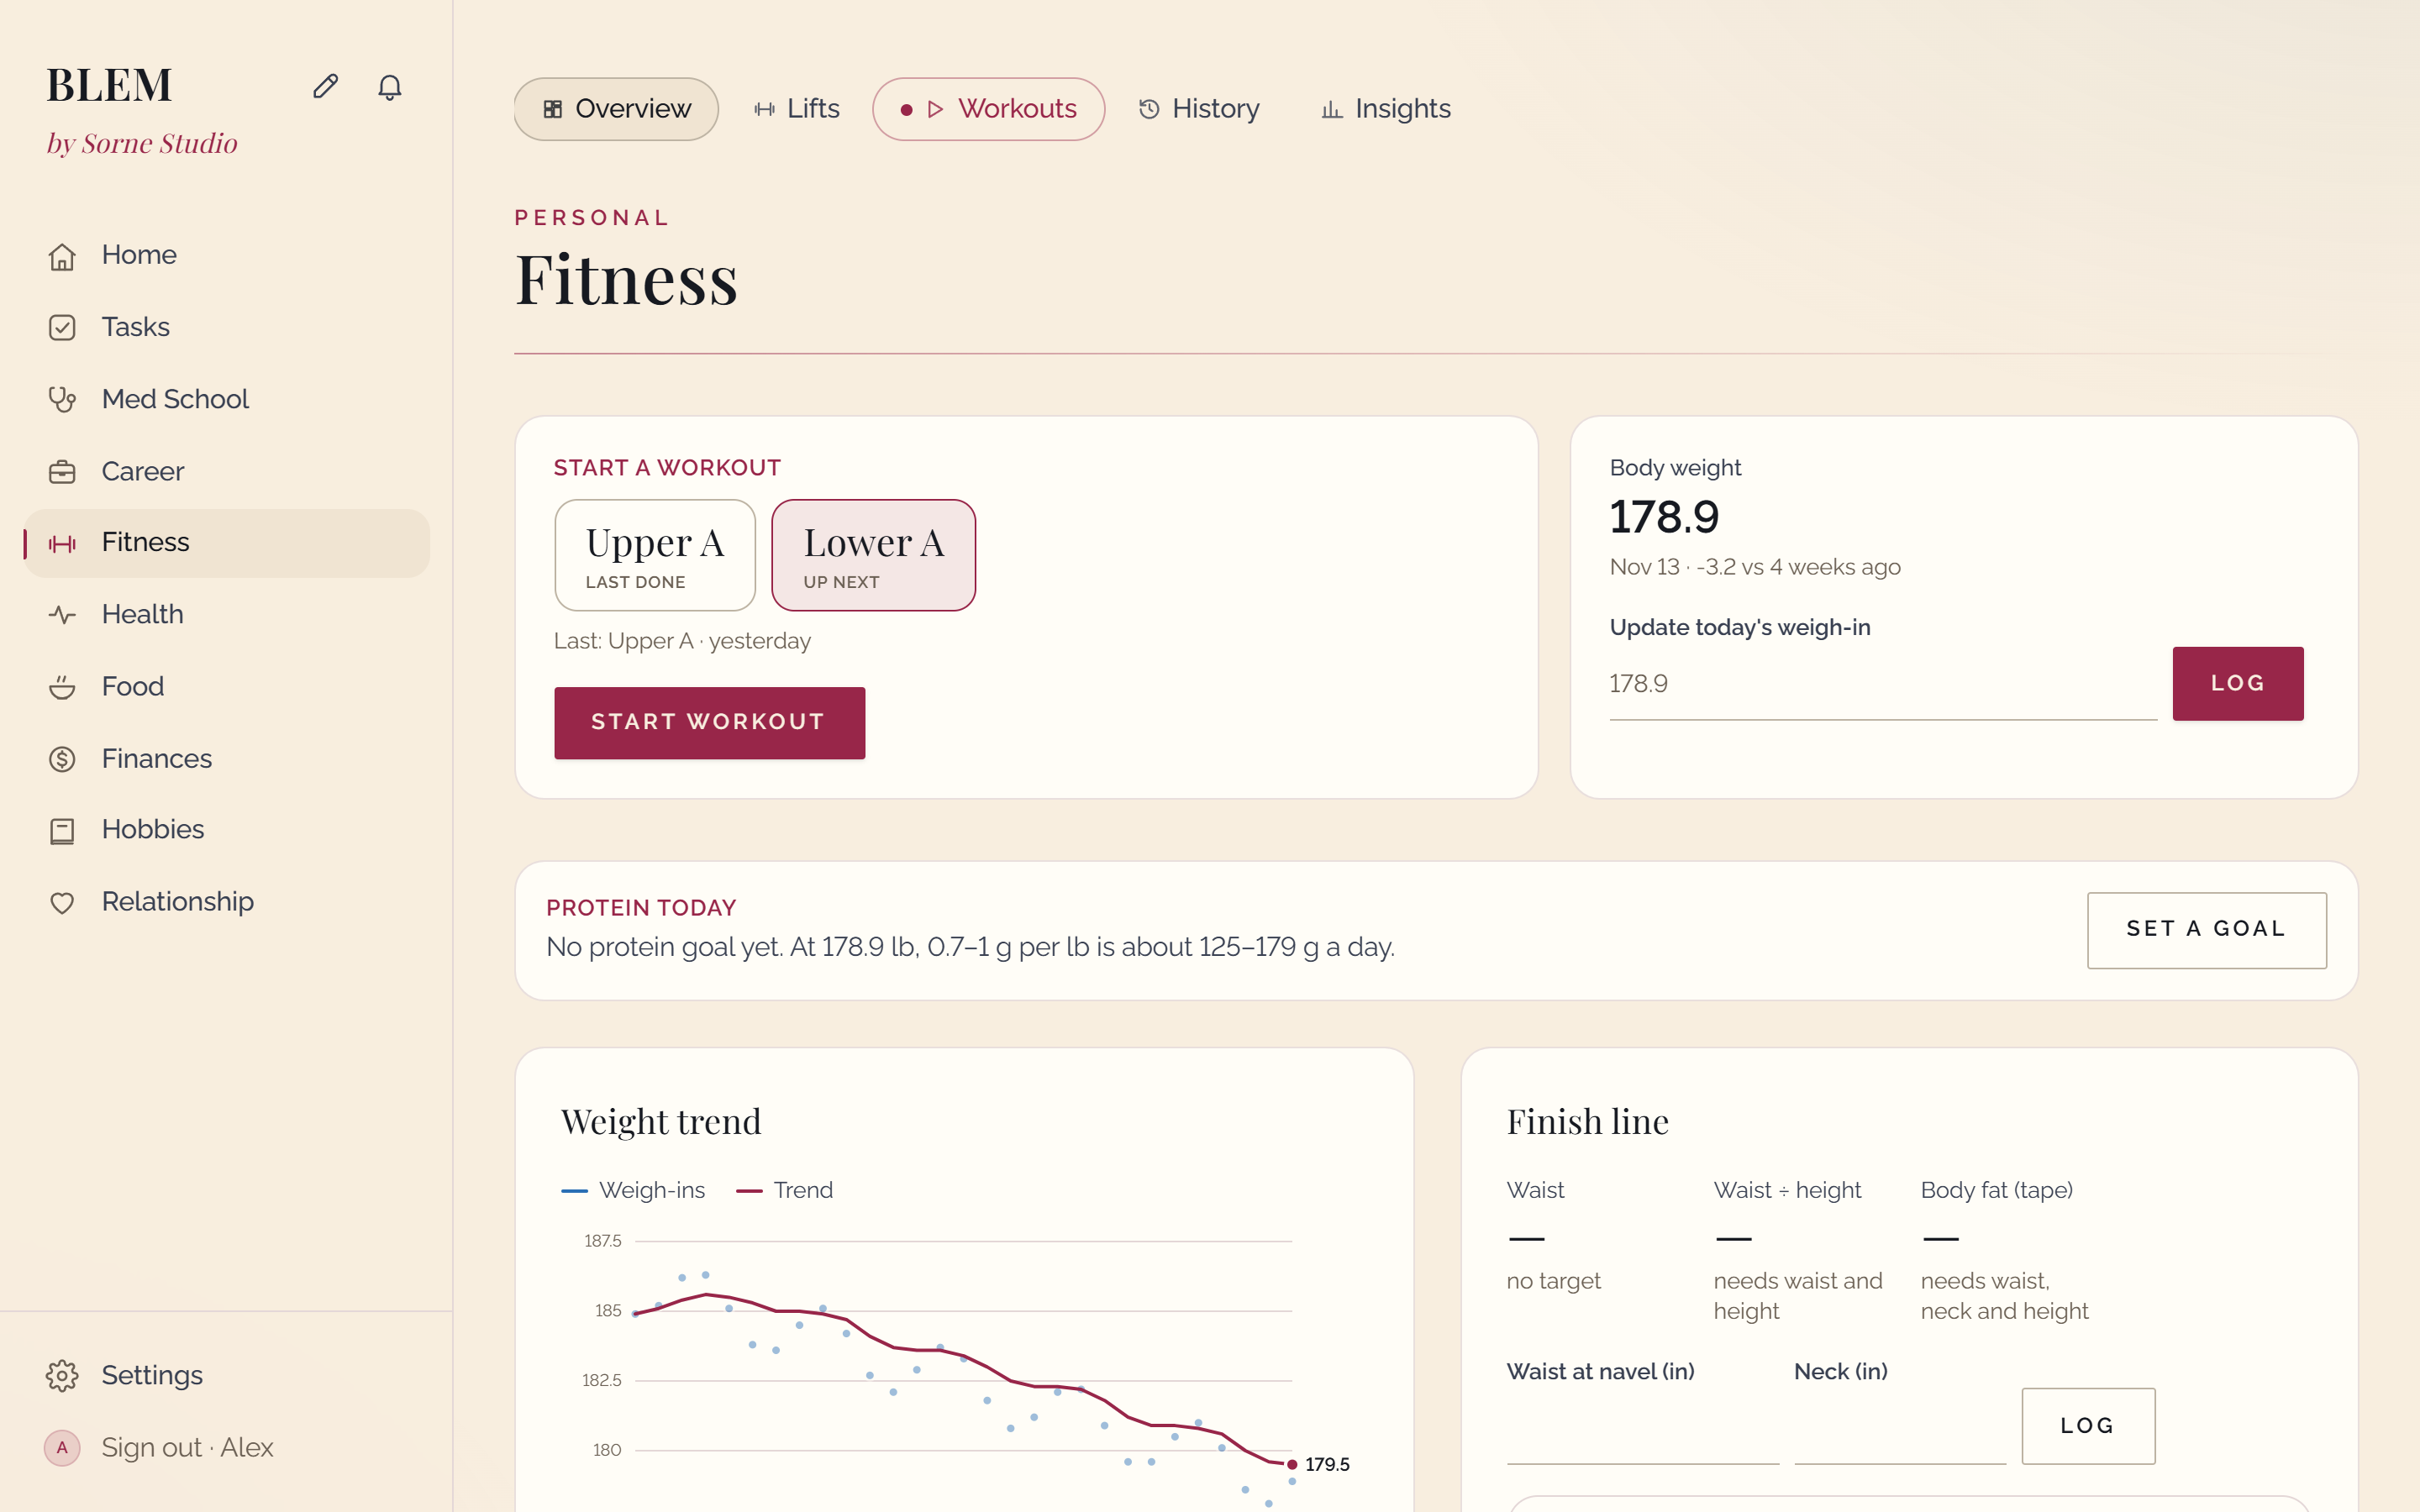 BLEM
by Sorne Studio
Home
Tasks
Med School
Career
Fitness
Health
Food
Finances
Hobbies
Relationship
Settings
A
Sign out · Alex
Overview
Lifts
Workouts
History
Insights
PERSONAL
Fitness
START A WORKOUT
Upper A
LAST DONE
Lower A
UP NEXT
Last: Upper A · yesterday
START WORKOUT
Body weight
178.9
Nov 13 · -3.2 vs 4 weeks ago
Update today's weigh-in
178.9
LOG
PROTEIN TODAY
No protein goal yet. At 178.9 lb, 0.7–1 g per lb is about 125–179 g a day.
SET A GOAL
Weight trend
Weigh-ins
Trend
187.5
185
182.5
180
179.5
Finish line
Waist
—
no target
Waist ÷ height
—
needs waist and
height
Body fat (tape)
—
needs waist,
neck and height
Waist at navel (in)
Neck (in)
LOG